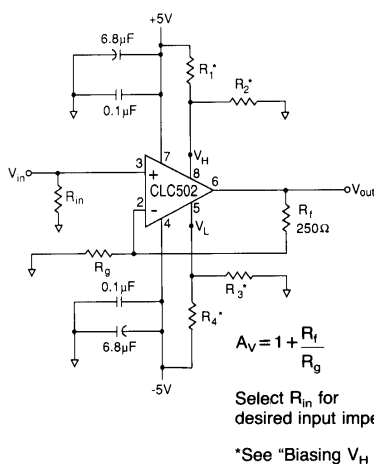 +5V
6.8μF
R1*
R2*
0.1μF
VH
Vin
3
+
7
8
CLC502
6
Vout
Rin
2
-
4
5
VL
Rf
250Ω
Rg
0.1μF
R3*
R4*
6.8μF
-5V
AV = 1 + Rf/Rg
Select Rin for
desired input impe
*See "Biasing VH